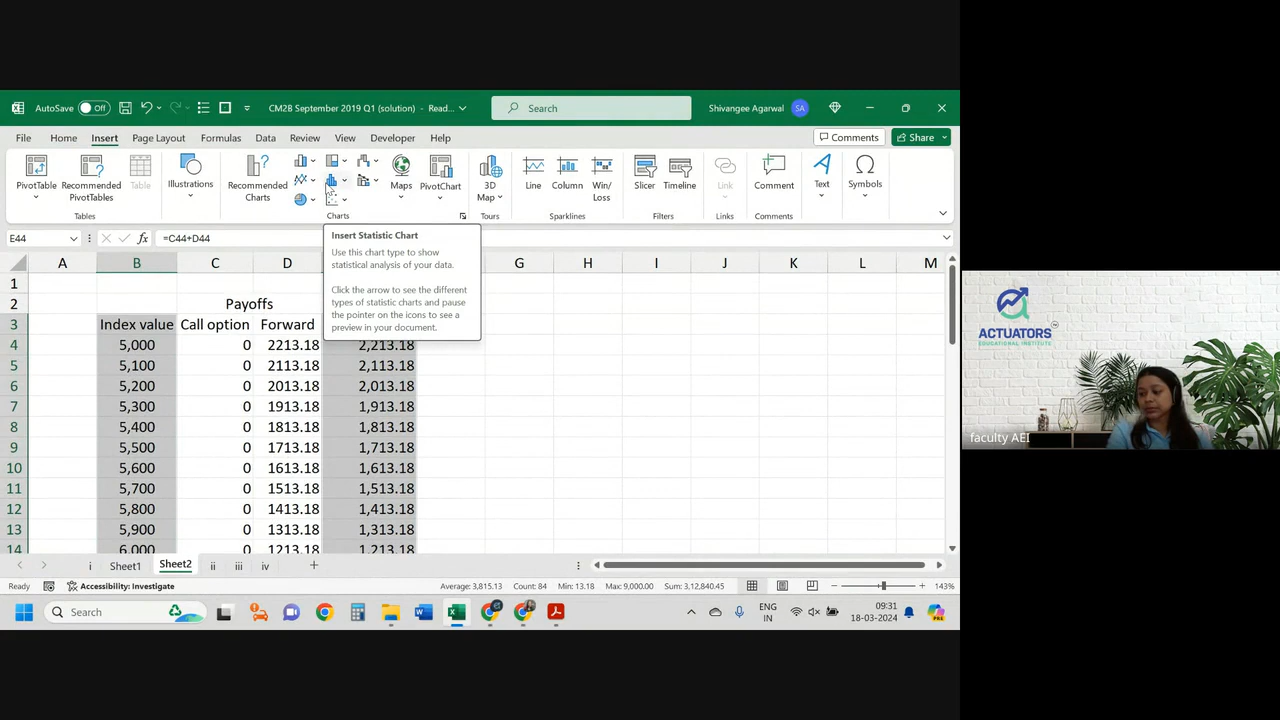 AutoSave Off CM2B September 2019 Q1 (solution) - Read... Search Shivangee Agarwal SA
File Home Insert Page Layout Formulas Data Review View Developer Help Comments Share
PivotTable Recommended PivotTables Table Illustrations Recommended Charts Maps PivotChart 3D Map Line Column Win/Loss Slicer Timeline Link Comment Text Symbols
Tables Charts Tours Sparklines Filters Links Comments
E44 fx =C44+D44
Insert Statistic Chart
Use this chart type to show
statistical analysis of your data.
Click the arrow to see the different
types of statistic charts and pause
the pointer on the icons to see a
preview in your document.
A B C D G H I J K L M
1
2 Payoffs
3 Index value Call option Forward
4 5,000 0 2213.18 2,213.18
5 5,100 0 2113.18 2,113.18
6 5,200 0 2013.18 2,013.18
7 5,300 0 1913.18 1,913.18
8 5,400 0 1813.18 1,813.18
9 5,500 0 1713.18 1,713.18
10 5,600 0 1613.18 1,613.18
11 5,700 0 1513.18 1,513.18
12 5,800 0 1413.18 1,413.18
13 5,900 0 1313.18 1,313.18
14 6,000 0 1213.18 1,213.18
i Sheet1 Sheet2 ii iii iv
Ready Accessibility: Investigate Average: 3,815.13 Count: 84 Min: 13.18 Max: 9,000.00 Sum: 3,12,840.45 143%
Search ENG IN 09:31 18-03-2024
ACTUATORS
EDUCATIONAL INSTITUTE
faculty AEI